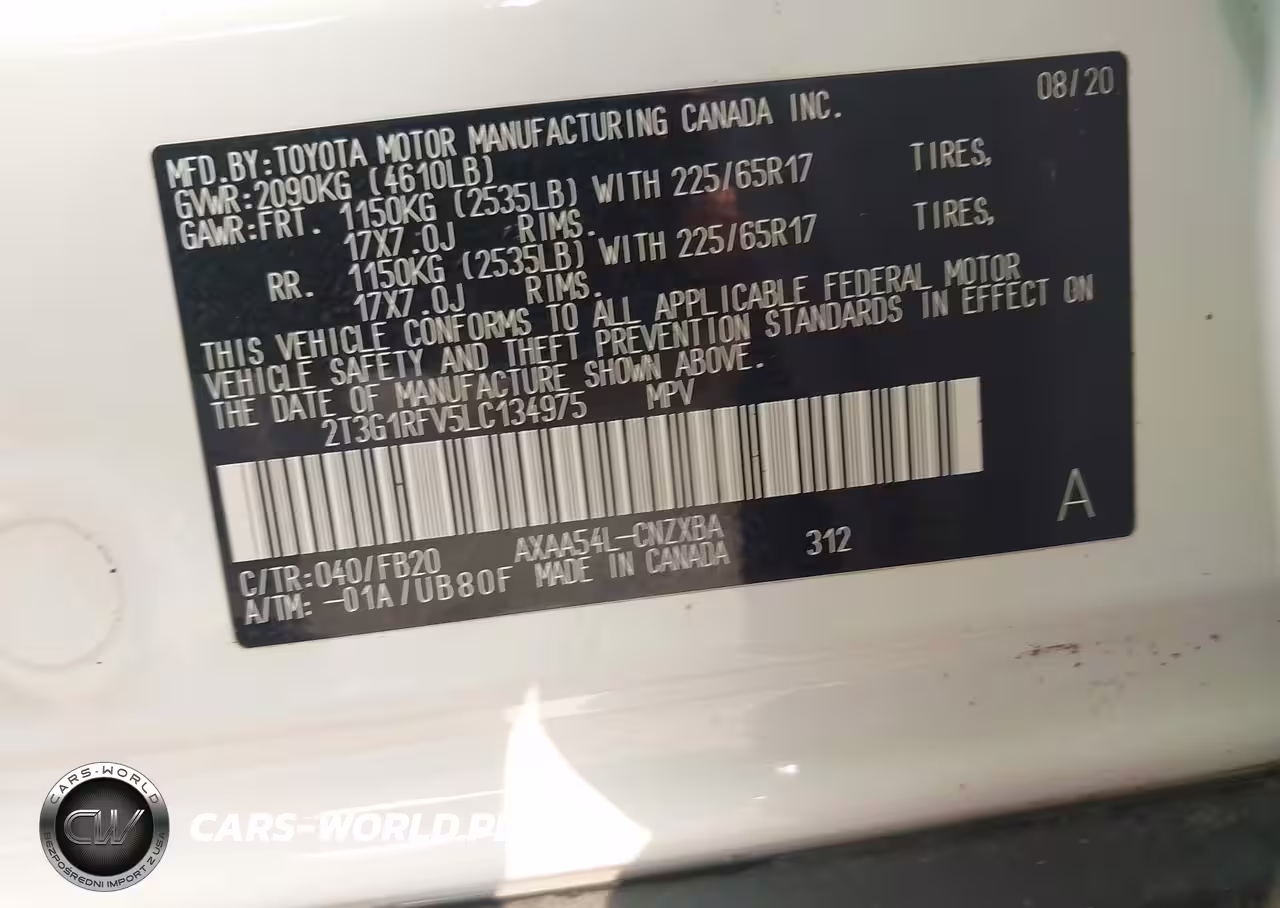 08/20
MFD.BY:TOYOTA MOTOR MANUFACTURING CANADA INC.
GVWR:2090KG (4610LB)
GAWR:FRT. 1150KG (2535LB) WITH 225/65R17 TIRES,
17X7.0J RIMS.
RR. 1150KG (2535LB) WITH 225/65R17 TIRES,
17X7.0J RIMS.
THIS VEHICLE CONFORMS TO ALL APPLICABLE FEDERAL MOTOR
VEHICLE SAFETY AND THEFT PREVENTION STANDARDS IN EFFECT ON
THE DATE OF MANUFACTURE SHOWN ABOVE.
2T3G1RFV5LC134975 MPV
C/TR:040/FB20 AXAA54L-CNZXBA 312 A
A/TM: -01A/UB80F MADE IN CANADA
CARS-WORLD
CW
BEZPOŚREDNI IMPORT Z USA
CARS-WORLD.PL